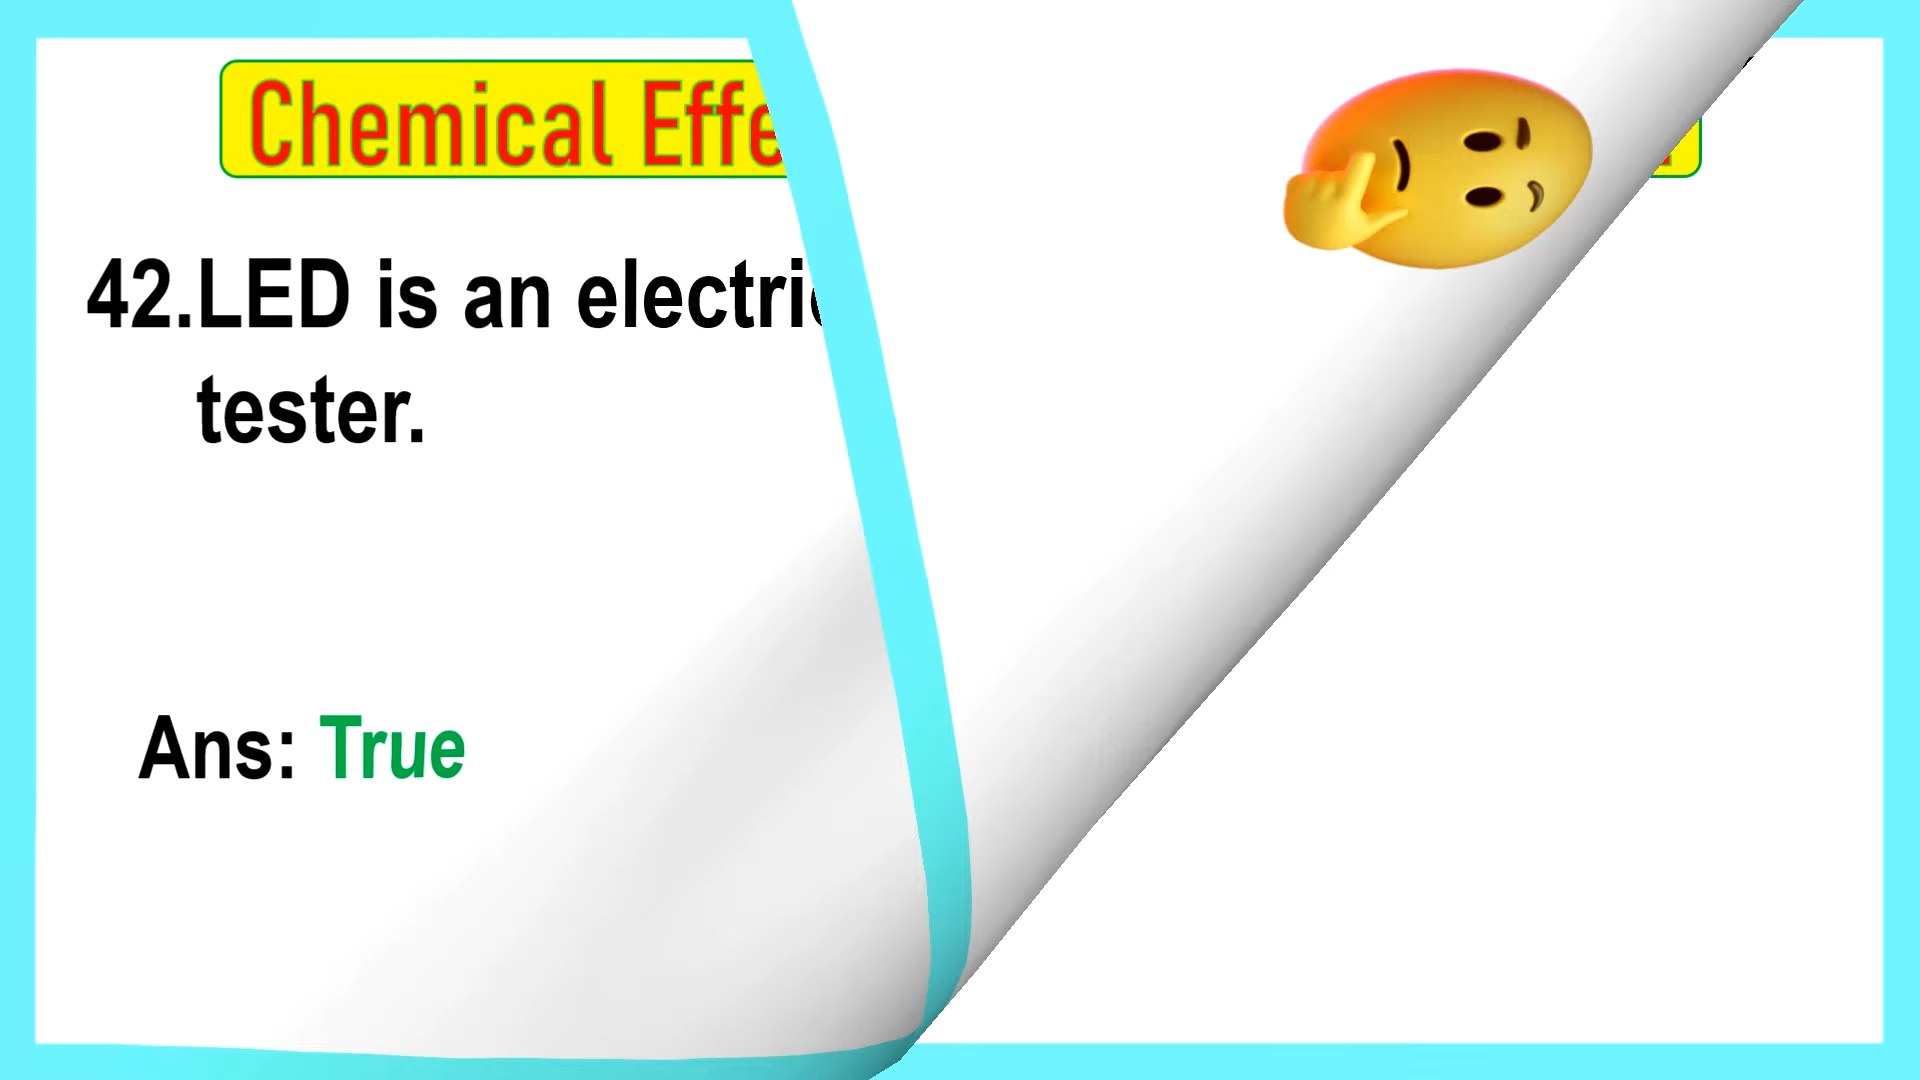 Chemical Effe
42.LED is an electri
tester.
Ans: True